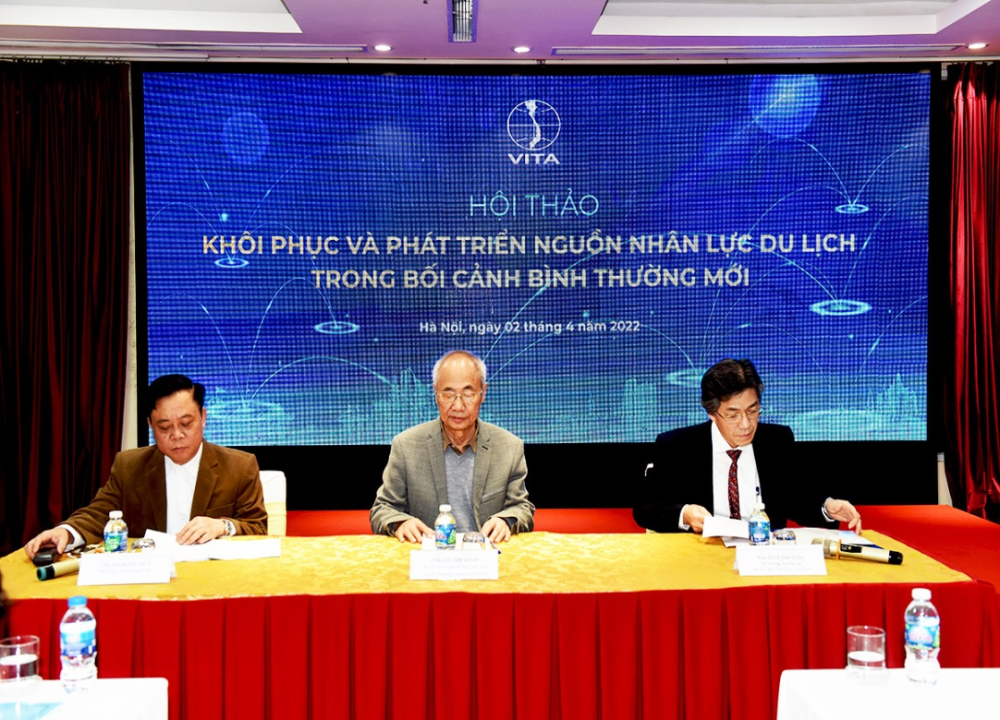 VITA
HỘI THẢO
KHÔI PHỤC VÀ PHÁT TRIỂN NGUỒN NHÂN LỰC DU LỊCH
TRONG BỐI CẢNH BÌNH THƯỜNG MỚI
Hà Nội, ngày 02 tháng 4 năm 2022